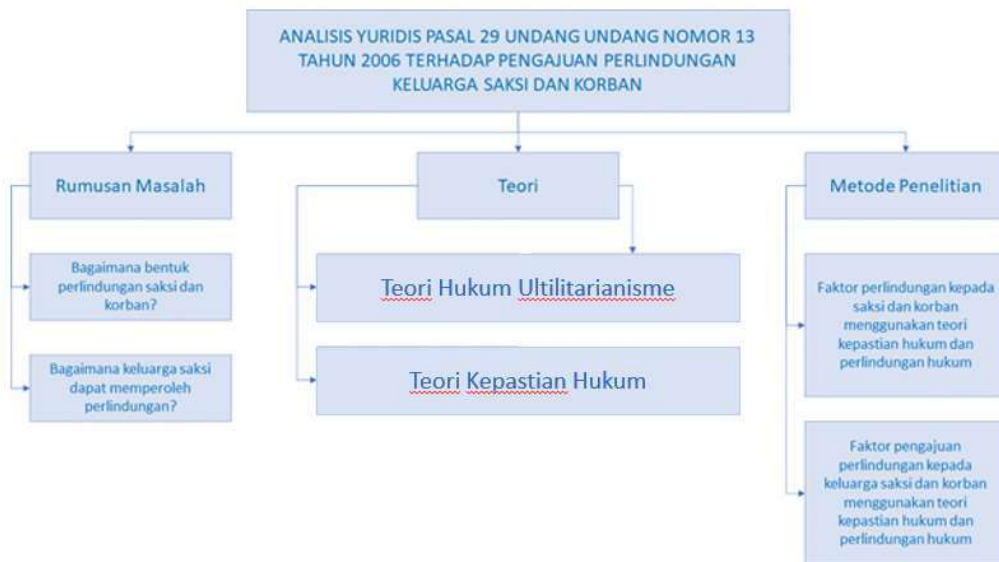 ANALISIS YURIDIS PASAL 29 UNDANG UNDANG NOMOR 13
TAHUN 2006 TERHADAP PENGAJUAN PERLINDUNGAN
KELUARGA SAKSI DAN KORBAN
Rumusan Masalah
Bagaimana bentuk
perlindungan saksi dan
korban?
Bagaimana keluarga saksi
dapat memperoleh
perlindungan?
Teori
Teori Hukum Ultilitarianisme
Teori Kepastian Hukum
Metode Penelitian
Faktor perlindungan kepada
saksi dan korban
menggunakan teori
kepastian hukum dan
perlindungan hukum
Faktor pengajuan
perlindungan kepada
keluarga saksi dan korban
menggunakan teori
kepastian hukum dan
perlindungan hukum